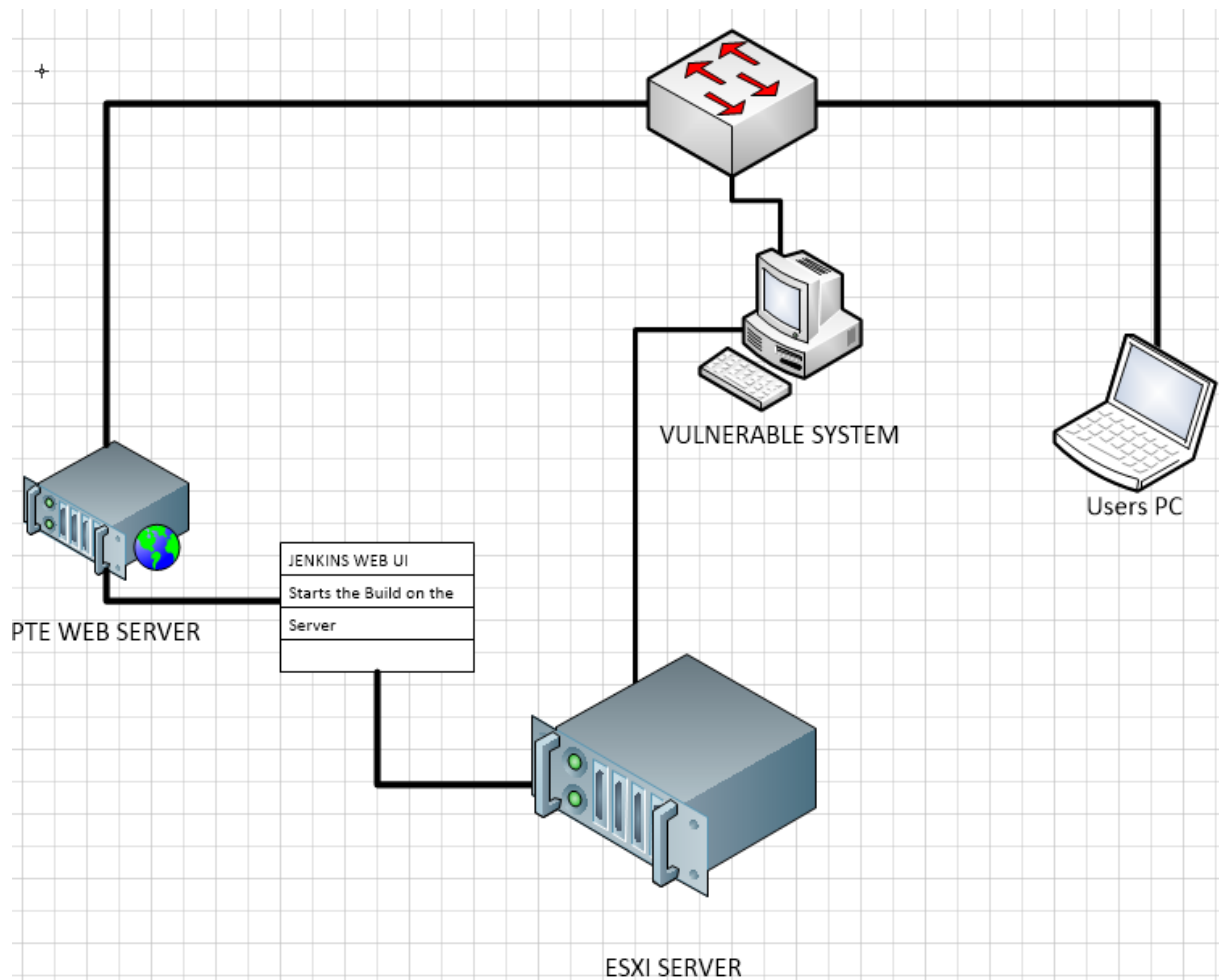 VULNERABLE SYSTEM
Users PC
JENKINS WEB UI
Starts the Build on the
Server
PTE WEB SERVER
ESXI SERVER